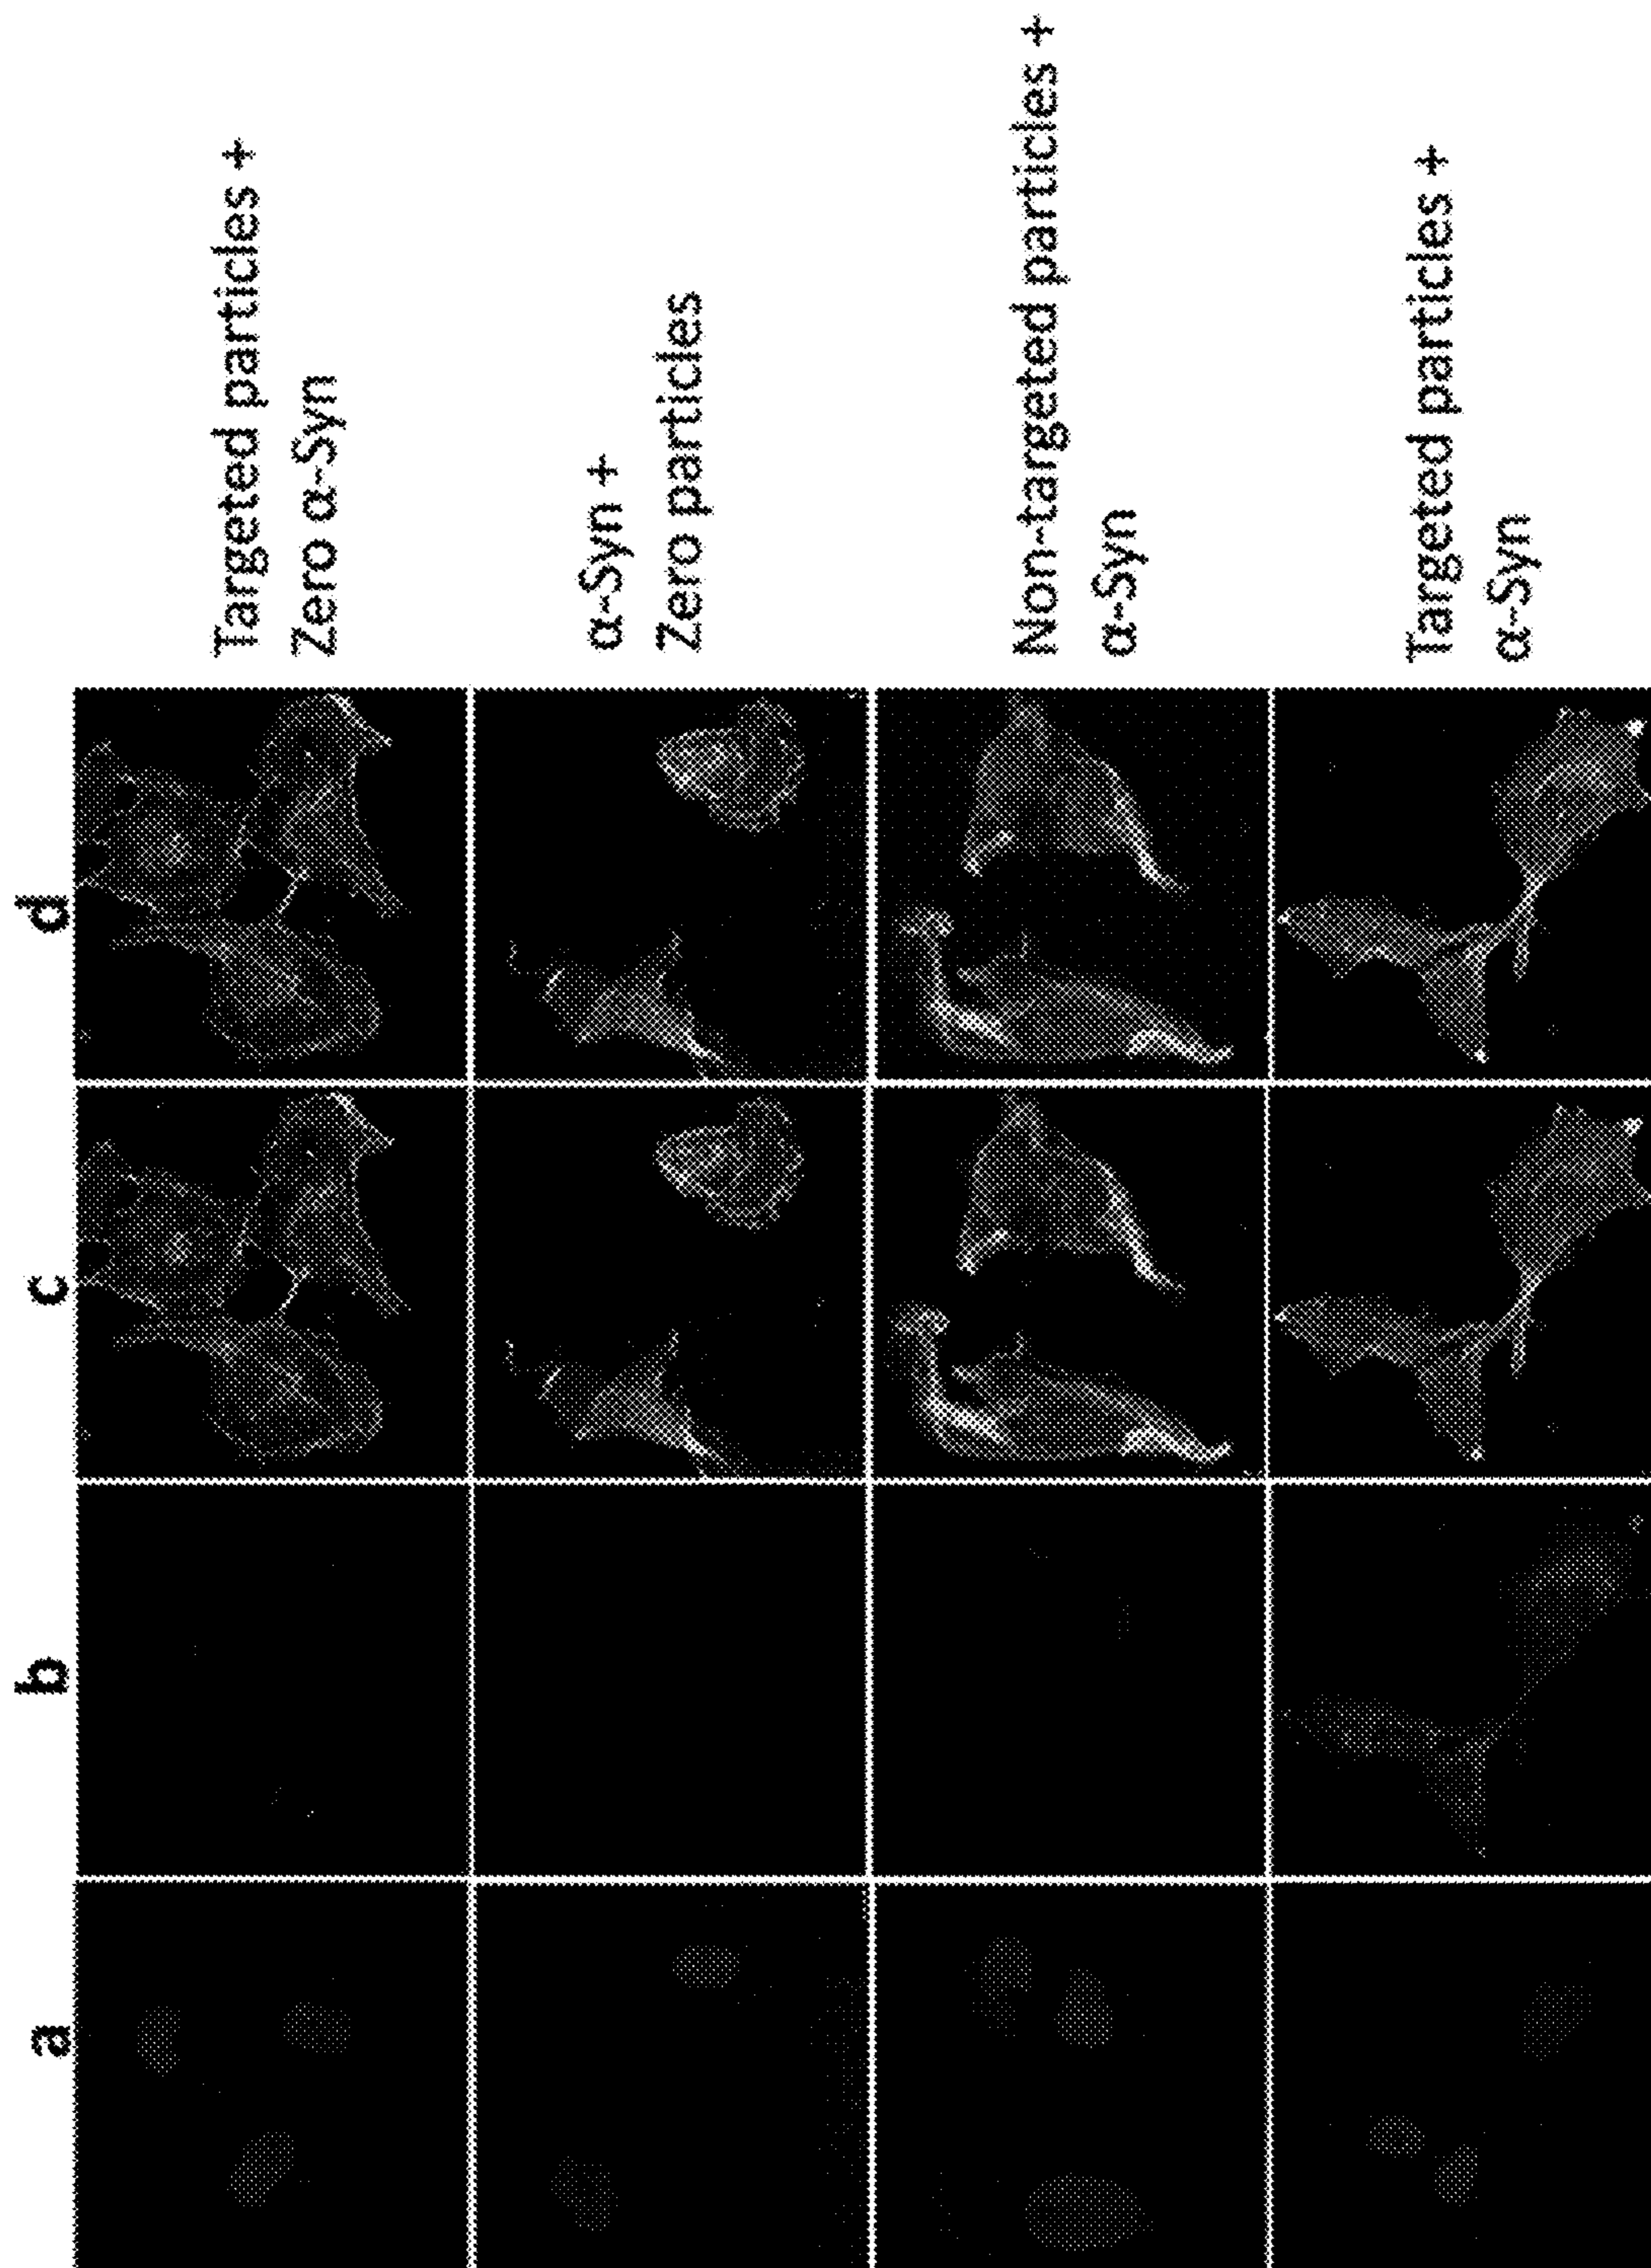 a
b
c
d
Targeted particles +
Zero α-Syn
α-Syn +
Zero particles
Non-targeted particles +
α-Syn
Targeted particles +
α-Syn